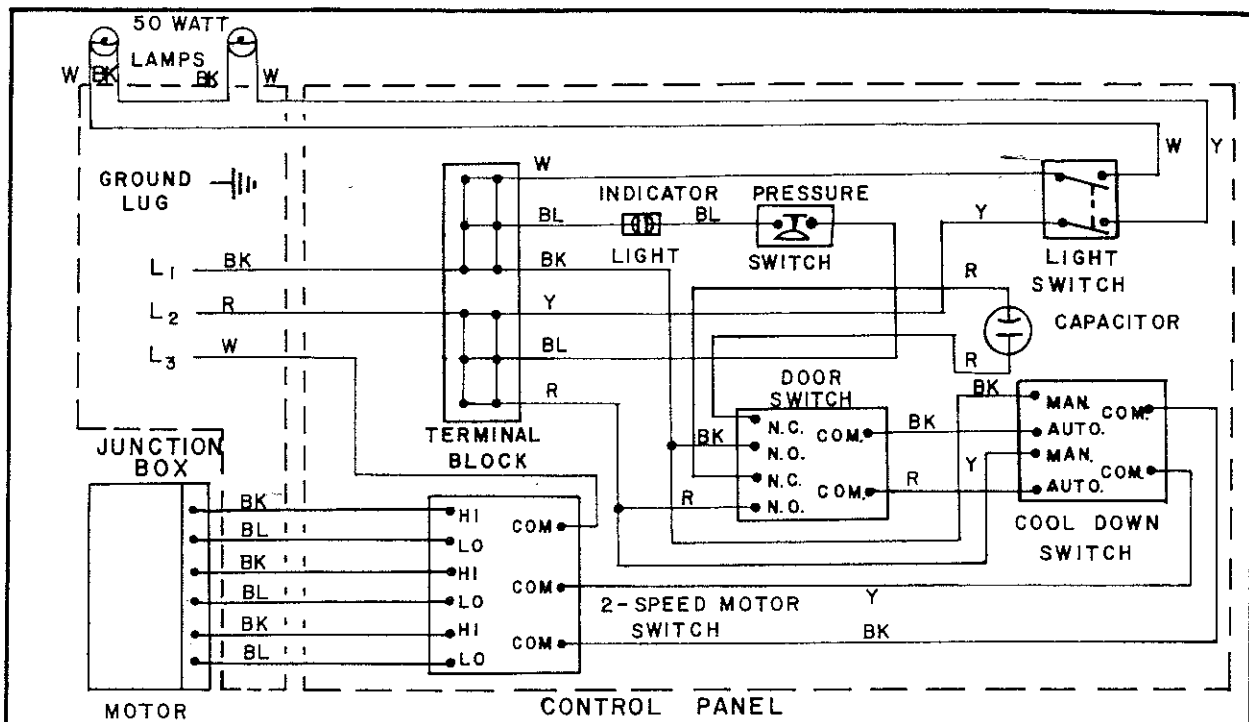 50 WATT
LAMPS
W BK BK W
W Y
GROUND
LUG
W
INDICATOR
LIGHT
BL BL
PRESSURE
SWITCH
Y
LIGHT
SWITCH
L1 BK BK
L2 R Y
L3 W BL
R
R
R
CAPACITOR
TERMINAL
BLOCK
JUNCTION
BOX
DOOR
SWITCH
BK
N.C.
N.O.
N.C.
N.O.
COM.
COM.
R
BK
R
BK
Y
MAN.
AUTO.
MAN.
AUTO.
COM.
COM.
COOL DOWN
SWITCH
BK HI
BL LO
BK HI
BL LO
BK HI
BL LO
COM
COM
COM
2-SPEED MOTOR
SWITCH
Y
BK
MOTOR
CONTROL PANEL